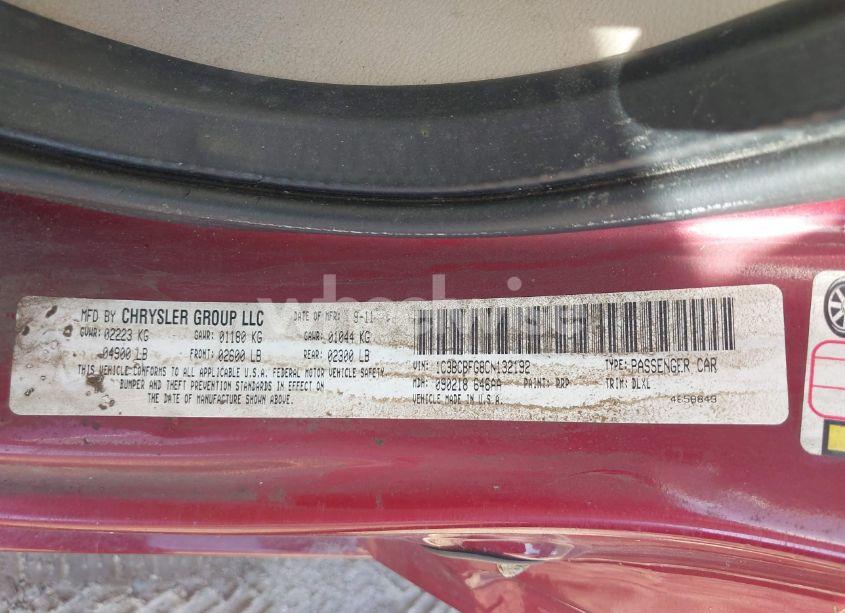 MFD BY CHRYSLER GROUP LLC DATE OF MFR: 9-11
GVWR: 02223 KG GAWR: 01180 KG GAWR: 01044 KG
04900 LB FRONT: 02600 LB REAR: 02300 LB
THIS VEHICLE CONFORMS TO ALL APPLICABLE U.S.A. FEDERAL MOTOR VEHICLE SAFETY,
BUMPER AND THEFT PREVENTION STANDARDS IN EFFECT ON
THE DATE OF MANUFACTURE SHOWN ABOVE.
VIN: 1C3BCBFG8CN132192 TYPE: PASSENGER CAR
MDH: 090218 646AA PAINT: PRP TRIM: DLXL
VEHICLE MADE IN U.S.A. 4658849
wheelwise